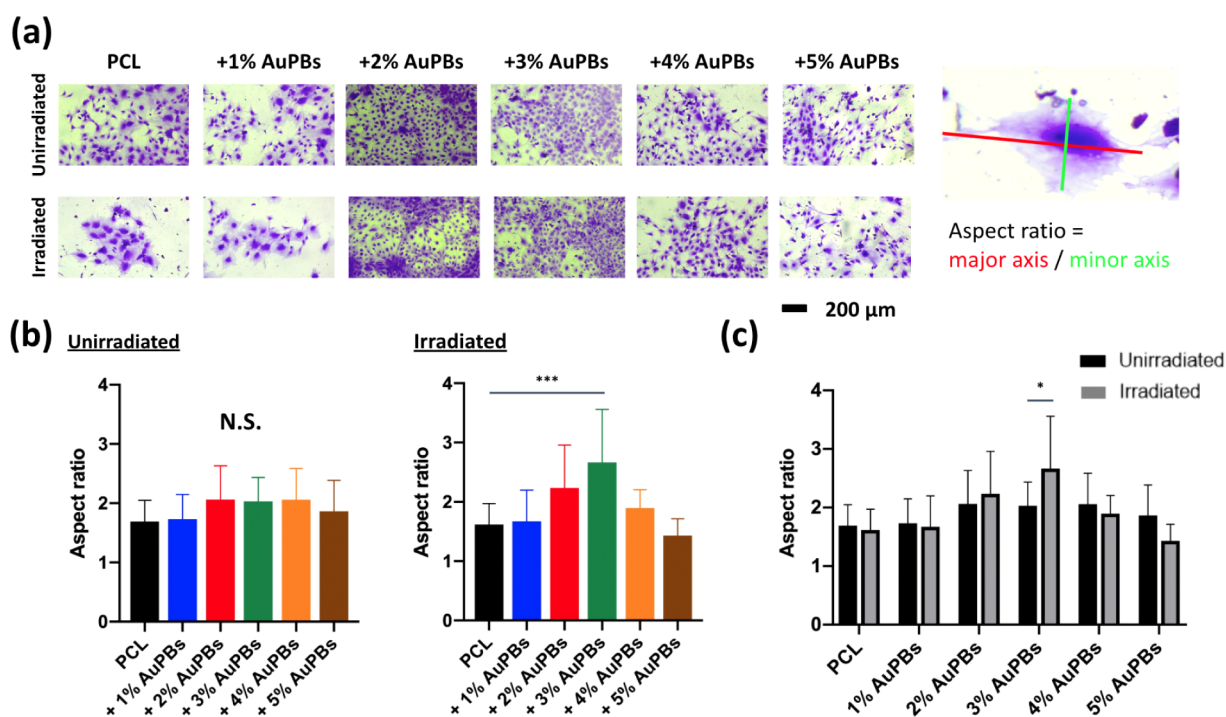 (a)
PCL
+1% AuPBs
+2% AuPBs
+3% AuPBs
+4% AuPBs
+5% AuPBs
Unirradiated
Irradiated
Aspect ratio =
major axis / minor axis
200 μm
(b)
Unirradiated
Aspect ratio
4
3
2
1
0
N.S.
PCL
+ 1% AuPBs
+ 2% AuPBs
+ 3% AuPBs
+ 4% AuPBs
+ 5% AuPBs
Irradiated
Aspect ratio
4
3
2
1
0
***
PCL
+ 1% AuPBs
+ 2% AuPBs
+ 3% AuPBs
+ 4% AuPBs
+ 5% AuPBs
(c)
Unirradiated
Irradiated
Aspect ratio
4
3
2
1
0
*
PCL
1% AuPBs
2% AuPBs
3% AuPBs
4% AuPBs
5% AuPBs